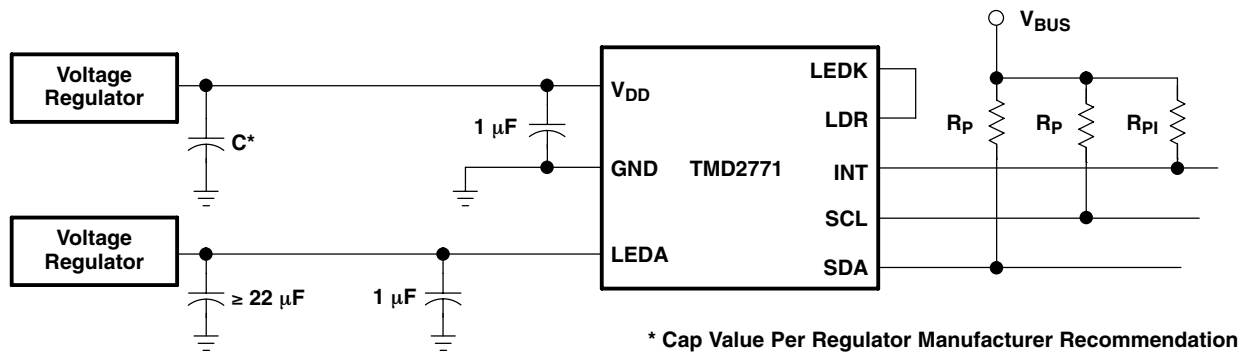 V_BUS
Voltage
Regulator
C*
1 μF
V_DD
GND
TMD2771
LEDK
LDR
INT
SCL
SDA
R_P
R_P
R_PI
Voltage
Regulator
≥ 22 μF
1 μF
LEDA
* Cap Value Per Regulator Manufacturer Recommendation